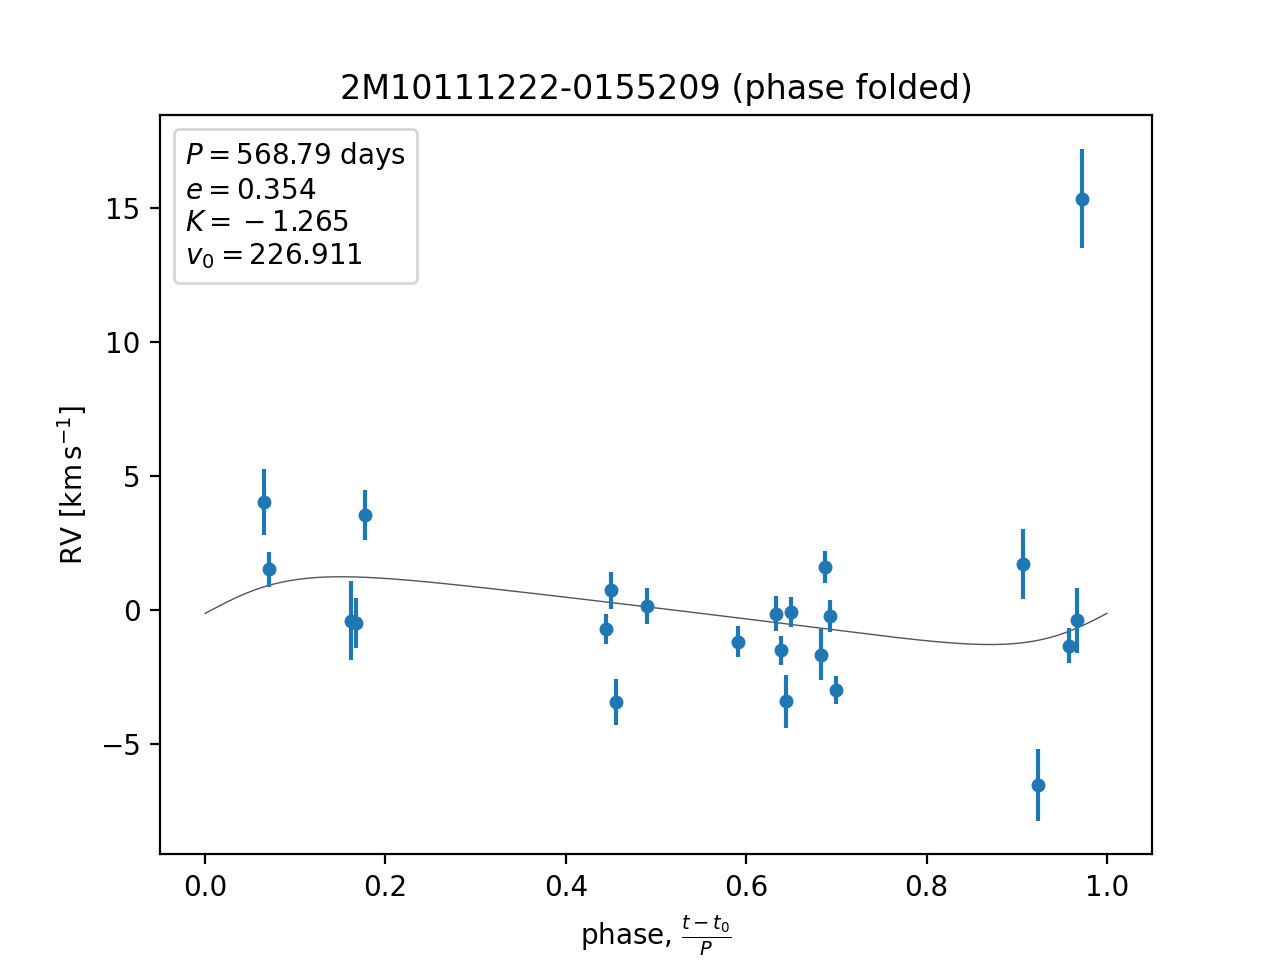 2M10111222-0155209 (phase folded)
P = 568.79 days
e = 0.354
K = −1.265
v₀ = 226.911
15
10
5
0
−5
RV [km s⁻¹]
0.0 0.2 0.4 0.6 0.8 1.0
phase, (t − t₀)/P